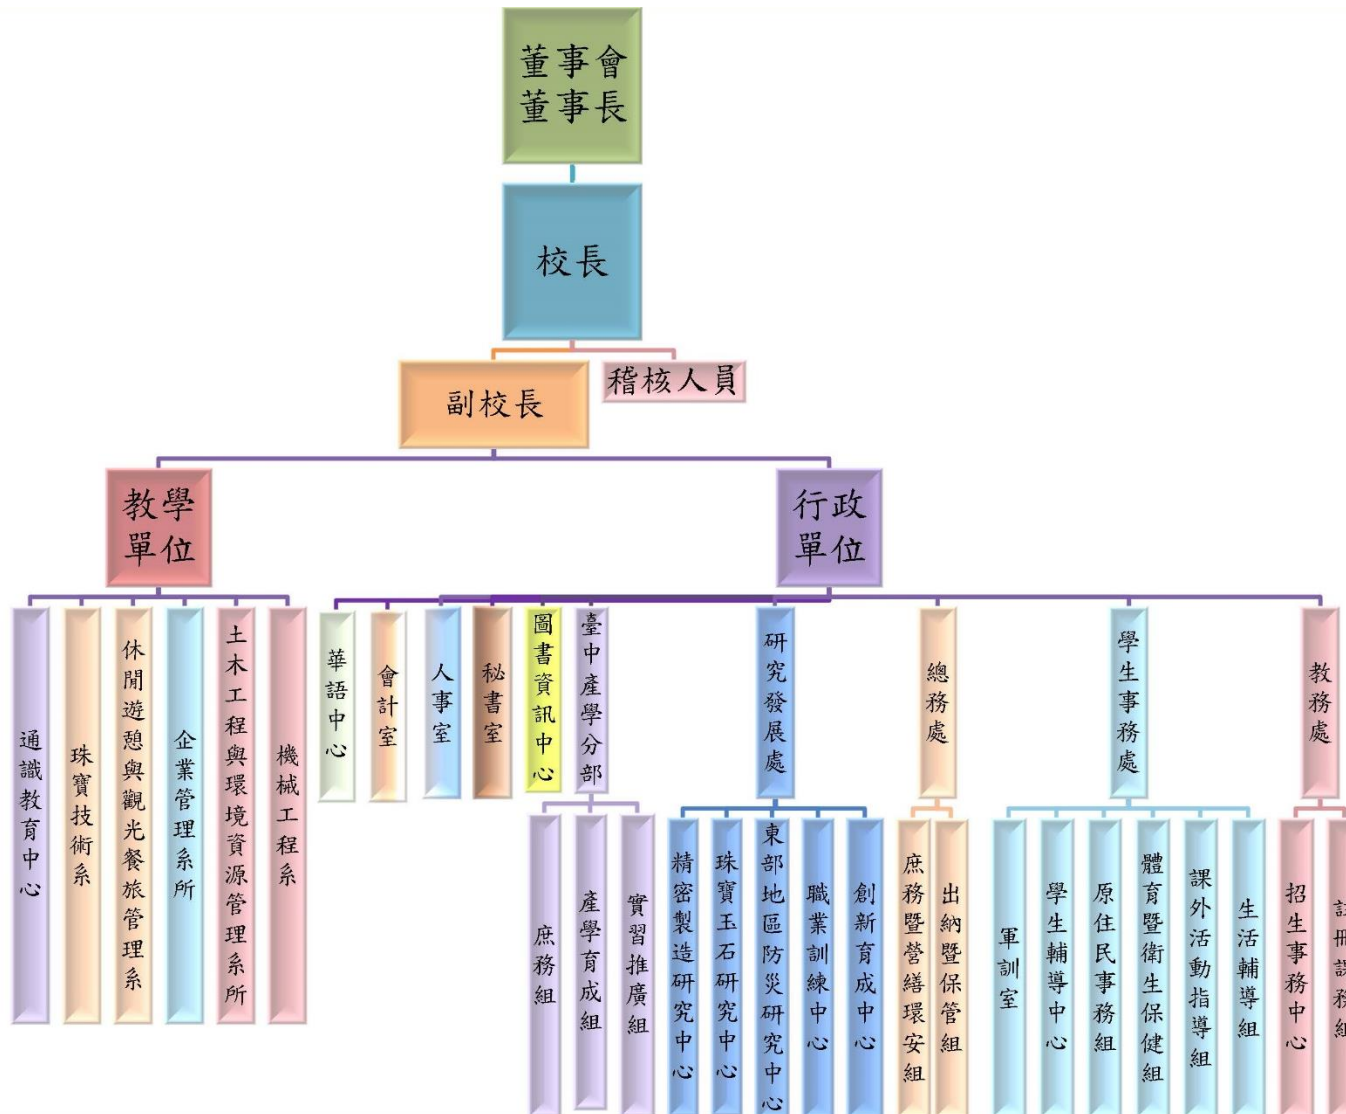 董事會
董事長
校長
副校長
稽核人員
教學
單位
行政
單位
通識教育中心
珠寶技術系
休閒遊憩與觀光餐旅管理系
企業管理系所
土木工程與環境資源管理系所
機械工程系
華語中心
會計室
人事室
秘書室
圖書資訊中心
臺中產學分部
研究發展處
總務處
學生事務處
教務處
庶務組
產學育成組
實習推廣組
精密製造研究中心
珠寶玉石研究中心
東部地區防災研究中心
職業訓練中心
創新育成中心
庶務暨營繕環安組
出納暨保管組
軍訓室
學生輔導中心
原住民事務組
體育暨衛生保健組
課外活動指導組
生活輔導組
招生事務中心
註冊課務組